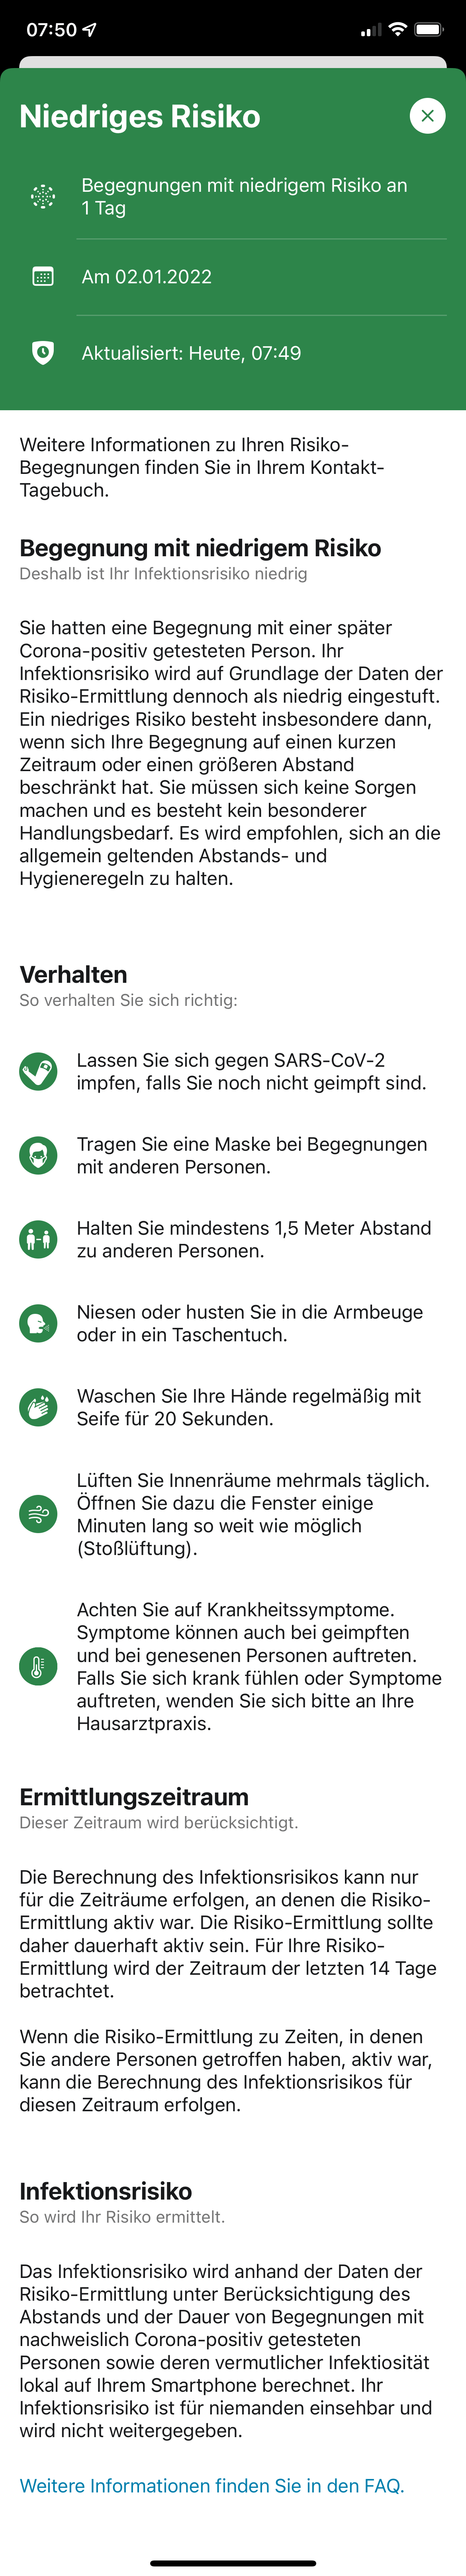 07:50
Niedriges Risiko
Begegnungen mit niedrigem Risiko an
1 Tag
Am 02.01.2022
Aktualisiert: Heute, 07:49
Weitere Informationen zu Ihren Risiko-
Begegnungen finden Sie in Ihrem Kontakt-
Tagebuch.
Begegnung mit niedrigem Risiko
Deshalb ist Ihr Infektionsrisiko niedrig
Sie hatten eine Begegnung mit einer später
Corona-positiv getesteten Person. Ihr
Infektionsrisiko wird auf Grundlage der Daten der
Risiko-Ermittlung dennoch als niedrig eingestuft.
Ein niedriges Risiko besteht insbesondere dann,
wenn sich Ihre Begegnung auf einen kurzen
Zeitraum oder einen größeren Abstand
beschränkt hat. Sie müssen sich keine Sorgen
machen und es besteht kein besonderer
Handlungsbedarf. Es wird empfohlen, sich an die
allgemein geltenden Abstands- und
Hygieneregeln zu halten.
Verhalten
So verhalten Sie sich richtig:
Lassen Sie sich gegen SARS-CoV-2
impfen, falls Sie noch nicht geimpft sind.
Tragen Sie eine Maske bei Begegnungen
mit anderen Personen.
Halten Sie mindestens 1,5 Meter Abstand
zu anderen Personen.
Niesen oder husten Sie in die Armbeuge
oder in ein Taschentuch.
Waschen Sie Ihre Hände regelmäßig mit
Seife für 20 Sekunden.
Lüften Sie Innenräume mehrmals täglich.
Öffnen Sie dazu die Fenster einige
Minuten lang so weit wie möglich
(Stoßlüftung).
Achten Sie auf Krankheitssymptome.
Symptome können auch bei geimpften
und bei genesenen Personen auftreten.
Falls Sie sich krank fühlen oder Symptome
auftreten, wenden Sie sich bitte an Ihre
Hausarztpraxis.
Ermittlungszeitraum
Dieser Zeitraum wird berücksichtigt.
Die Berechnung des Infektionsrisikos kann nur
für die Zeiträume erfolgen, an denen die Risiko-
Ermittlung aktiv war. Die Risiko-Ermittlung sollte
daher dauerhaft aktiv sein. Für Ihre Risiko-
Ermittlung wird der Zeitraum der letzten 14 Tage
betrachtet.
Wenn die Risiko-Ermittlung zu Zeiten, in denen
Sie andere Personen getroffen haben, aktiv war,
kann die Berechnung des Infektionsrisikos für
diesen Zeitraum erfolgen.
Infektionsrisiko
So wird Ihr Risiko ermittelt.
Das Infektionsrisiko wird anhand der Daten der
Risiko-Ermittlung unter Berücksichtigung des
Abstands und der Dauer von Begegnungen mit
nachweislich Corona-positiv getesteten
Personen sowie deren vermutlicher Infektiosität
lokal auf Ihrem Smartphone berechnet. Ihr
Infektionsrisiko ist für niemanden einsehbar und
wird nicht weitergegeben.
Weitere Informationen finden Sie in den FAQ.